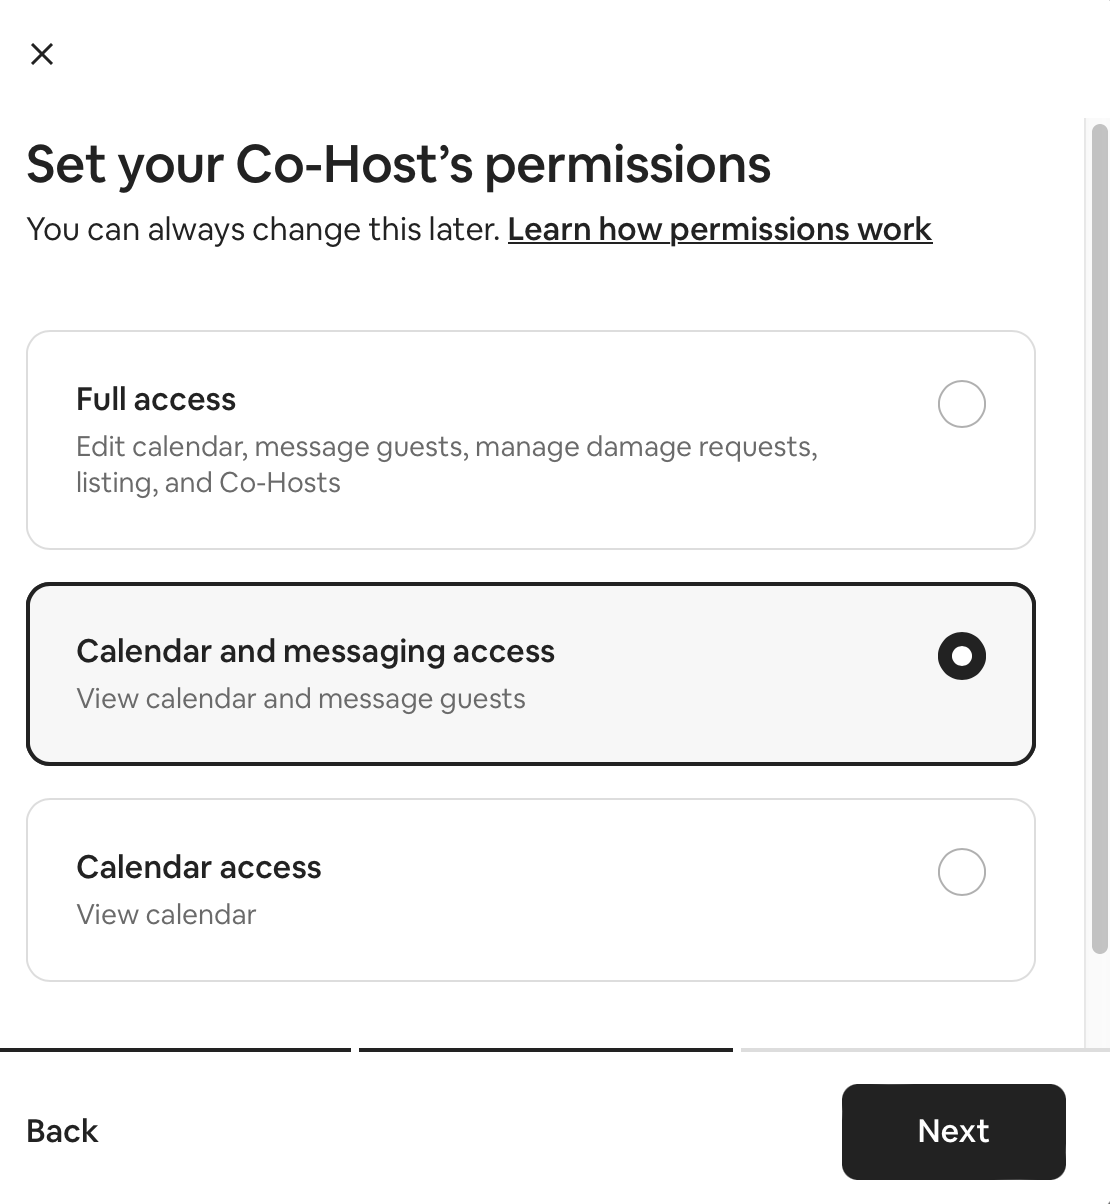 Set your Co-Host’s permissions
You can always change this later. Learn how permissions work
Full access
Edit calendar, message guests, manage damage requests,
listing, and Co-Hosts
Calendar and messaging access
View calendar and message guests
Calendar access
View calendar
Back
Next